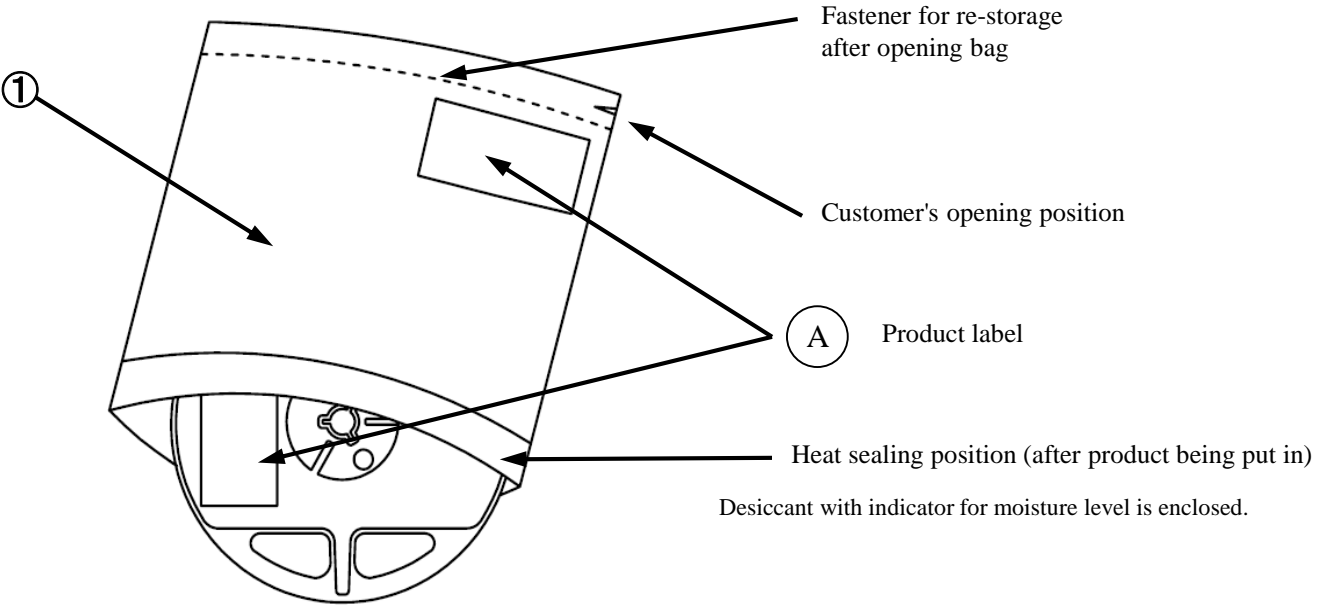 Fastener for re-storage
after opening bag
①
Customer's opening position
A Product label
Heat sealing position (after product being put in)
Desiccant with indicator for moisture level is enclosed.